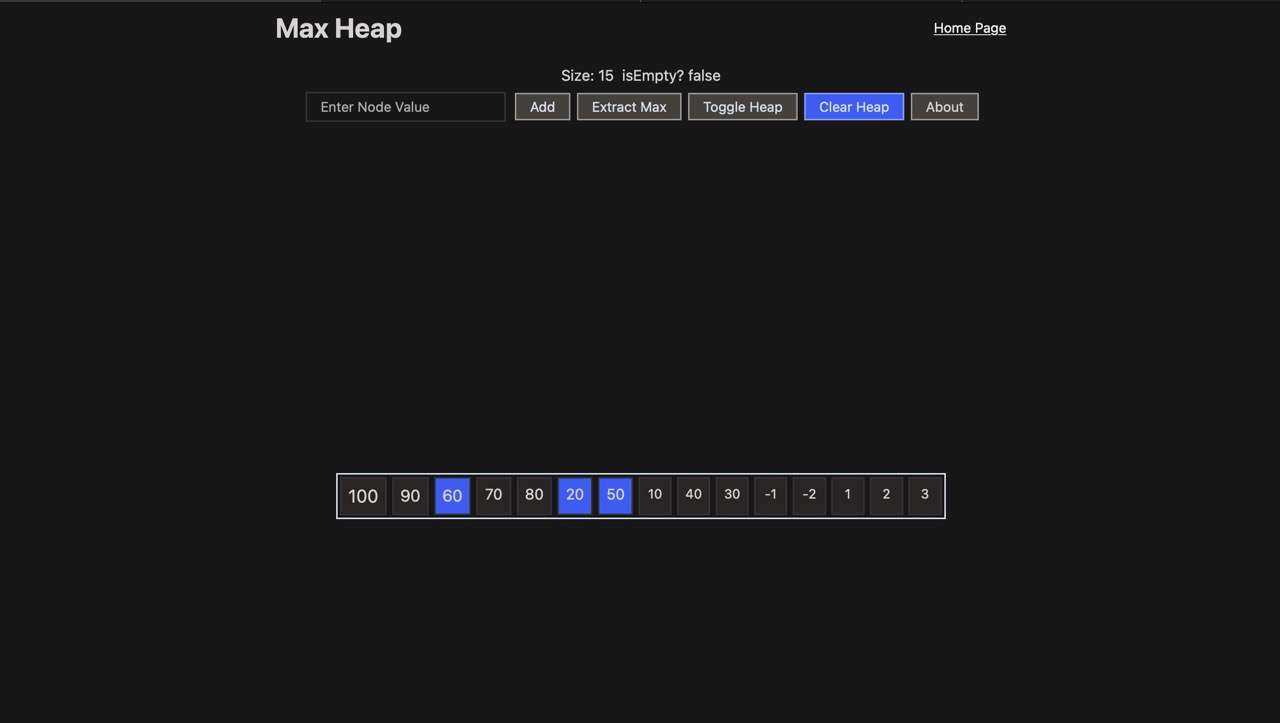 Max Heap
Home Page
Size: 15 isEmpty? false
Enter Node Value Add Extract Max Toggle Heap Clear Heap About
100 90 60 70 80 20 50 10 40 30 -1 -2 1 2 3